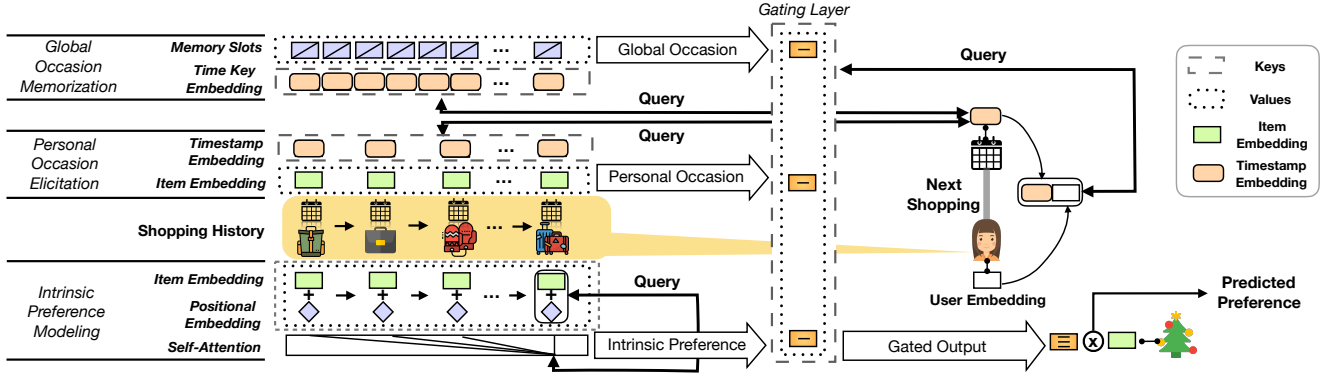 Gating Layer
Global
Occasion
Memorization
Memory Slots
Time Key
Embedding
...
...
Global Occasion
Query
Keys
Values
Item
Embedding
Timestamp
Embedding
Query
Query
Personal
Occasion
Elicitation
Timestamp
Embedding
Item Embedding
...
...
Personal Occasion
Next
Shopping
Shopping History
...
User Embedding
Intrinsic
Preference
Modeling
Item Embedding
Positional
Embedding
Self-Attention
+
+
+
...
+
Query
Intrinsic Preference
Gated Output
x
Predicted
Preference